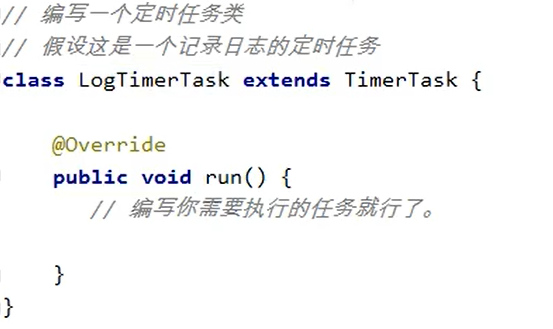 // 编写一个定时任务类
// 假设这是一个记录日志的定时任务
class LogTimerTask extends TimerTask {
@Override
public void run() {
// 编写你需要执行的任务就行了。
}
}